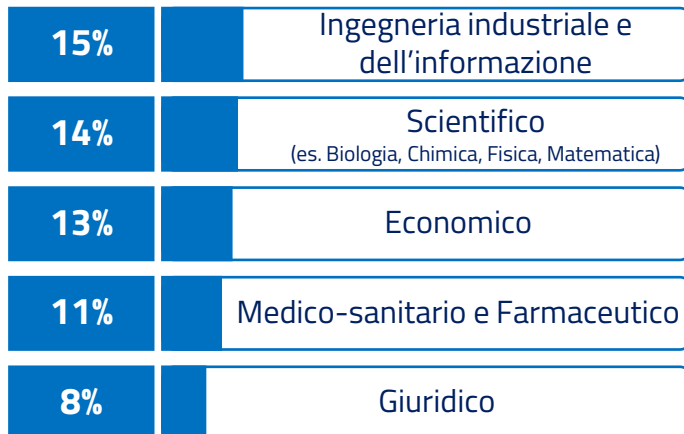 15%
Ingegneria industriale e
dell'informazione
14%
Scientifico
(es. Biologia, Chimica, Fisica, Matematica)
13%
Economico
11%
Medico-sanitario e Farmaceutico
8%
Giuridico